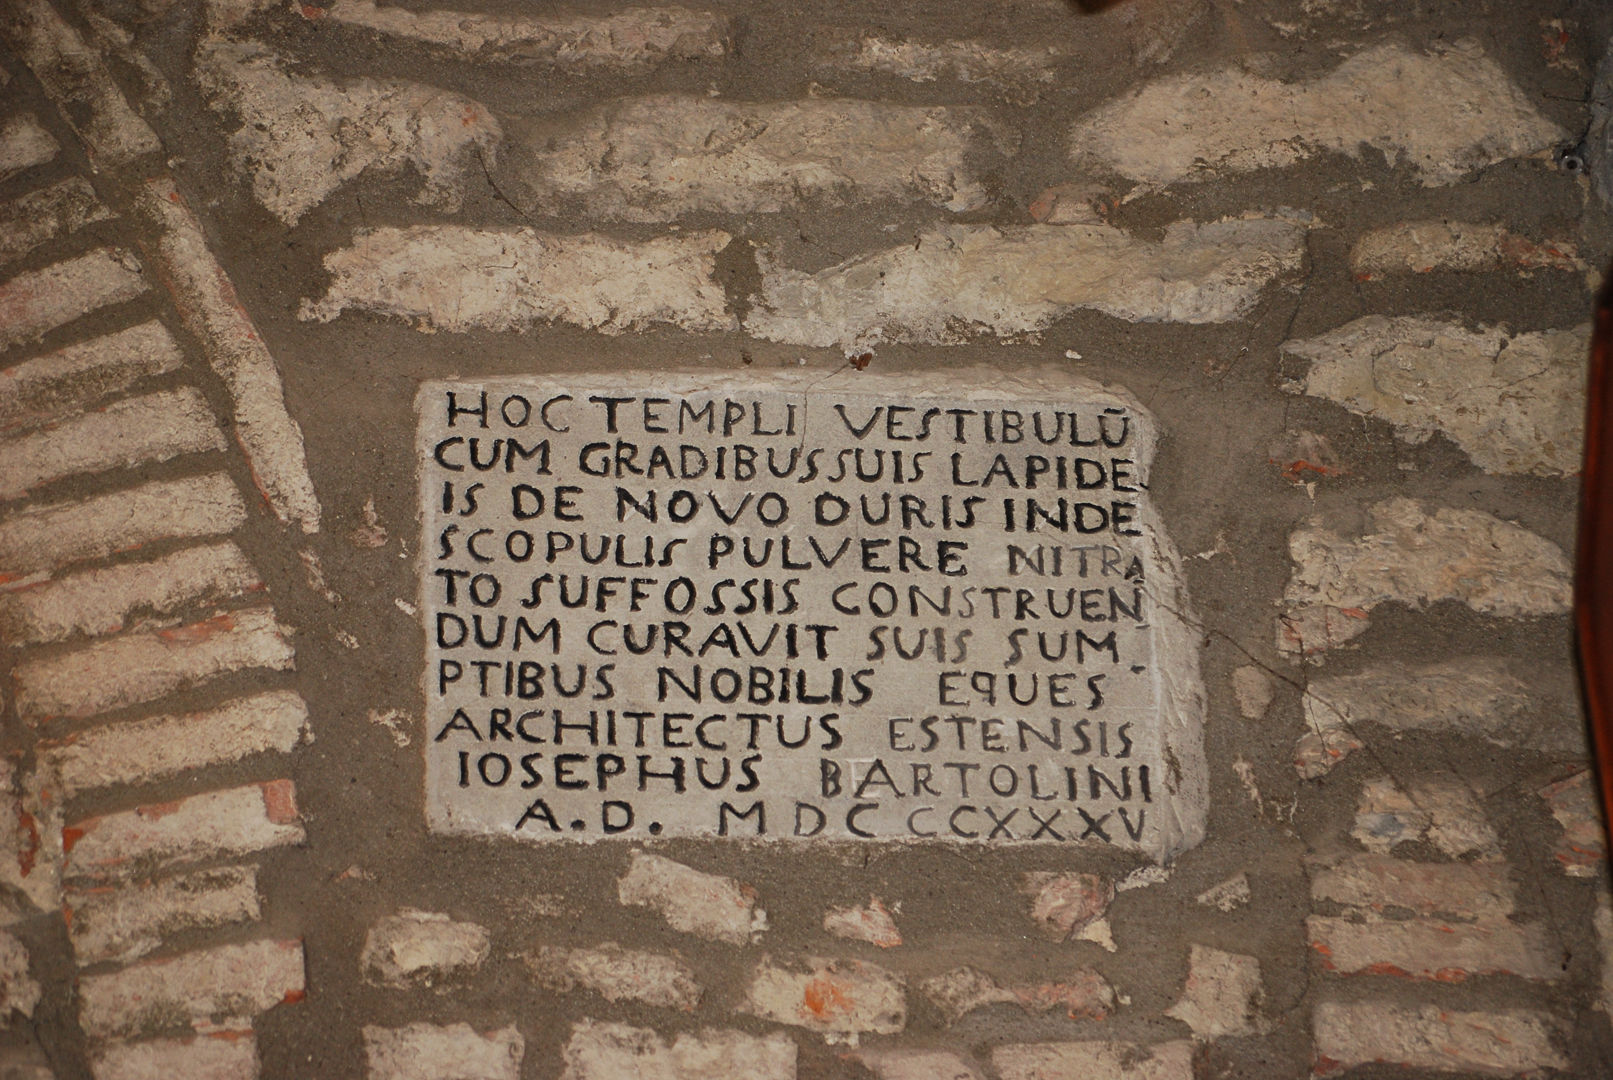 HOC TEMPLI VESTIBULŪ
CUM GRADIBUS SUIS LAPIDE
IS DE NOVO DURIS INDE
SCOPULIS PULVERE NITRA
TO SUFFOSSIS CONSTRUEN
DUM CURAVIT SUIS SUM
PTIBUS NOBILIS EQUES
ARCHITECTUS ESTENSIS
IOSEPHUS BARTOLINI
A.D. MDCCCCXXXV